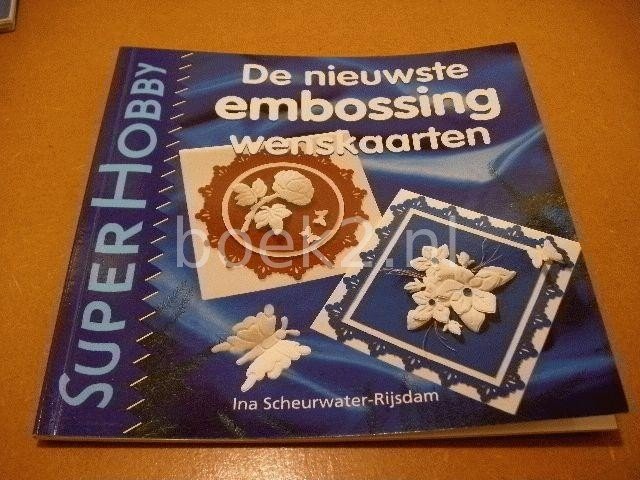 SUPER HOBBY
De nieuwste
embossing
wenskaarten
boek2.nl
Ina Scheurwater-Rijsdam